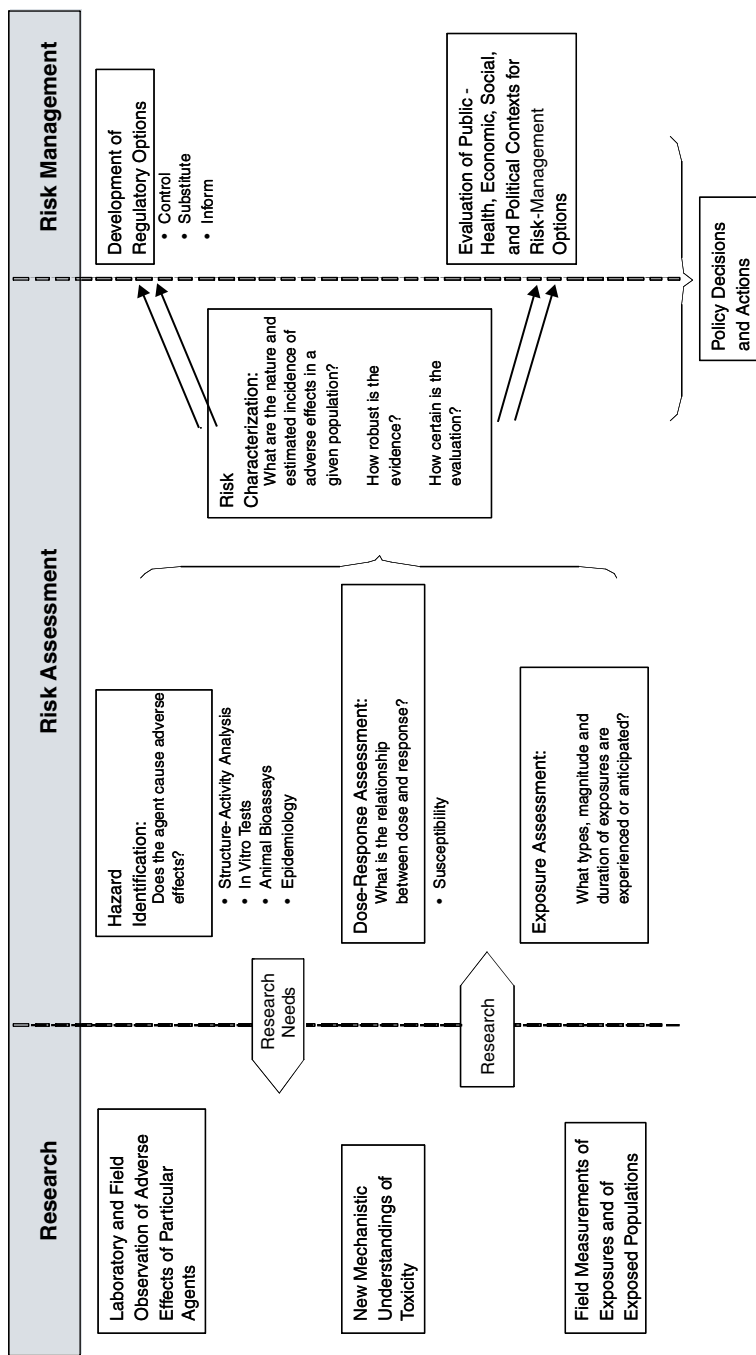 Research
Risk Assessment
Risk Management
Laboratory and Field
Observation of Adverse
Effects of Particular
Agents
New Mechanistic
Understandings of
Toxicity
Field Measurements of
Exposures and of
Exposed Populations
Research
Needs
Research
Hazard
Identification:
Does the agent cause adverse
effects?
• Structure-Activity Analysis
• In Vitro Tests
• Animal Bioassays
• Epidemiology
Dose-Response Assessment:
What is the relationship
between dose and response?
• Susceptibility
Exposure Assessment:
What types, magnitude and
duration of exposures are
experienced or anticipated?
Risk
Characterization:
What are the nature and
estimated incidence of
adverse effects in a
given population?
How robust is the
evidence?
How certain is the
evaluation?
Development of
Regulatory Options
• Control
• Substitute
• Inform
Evaluation of Public -
Health, Economic, Social,
and Political Contexts for
Risk-Management
Options
Policy Decisions
and Actions